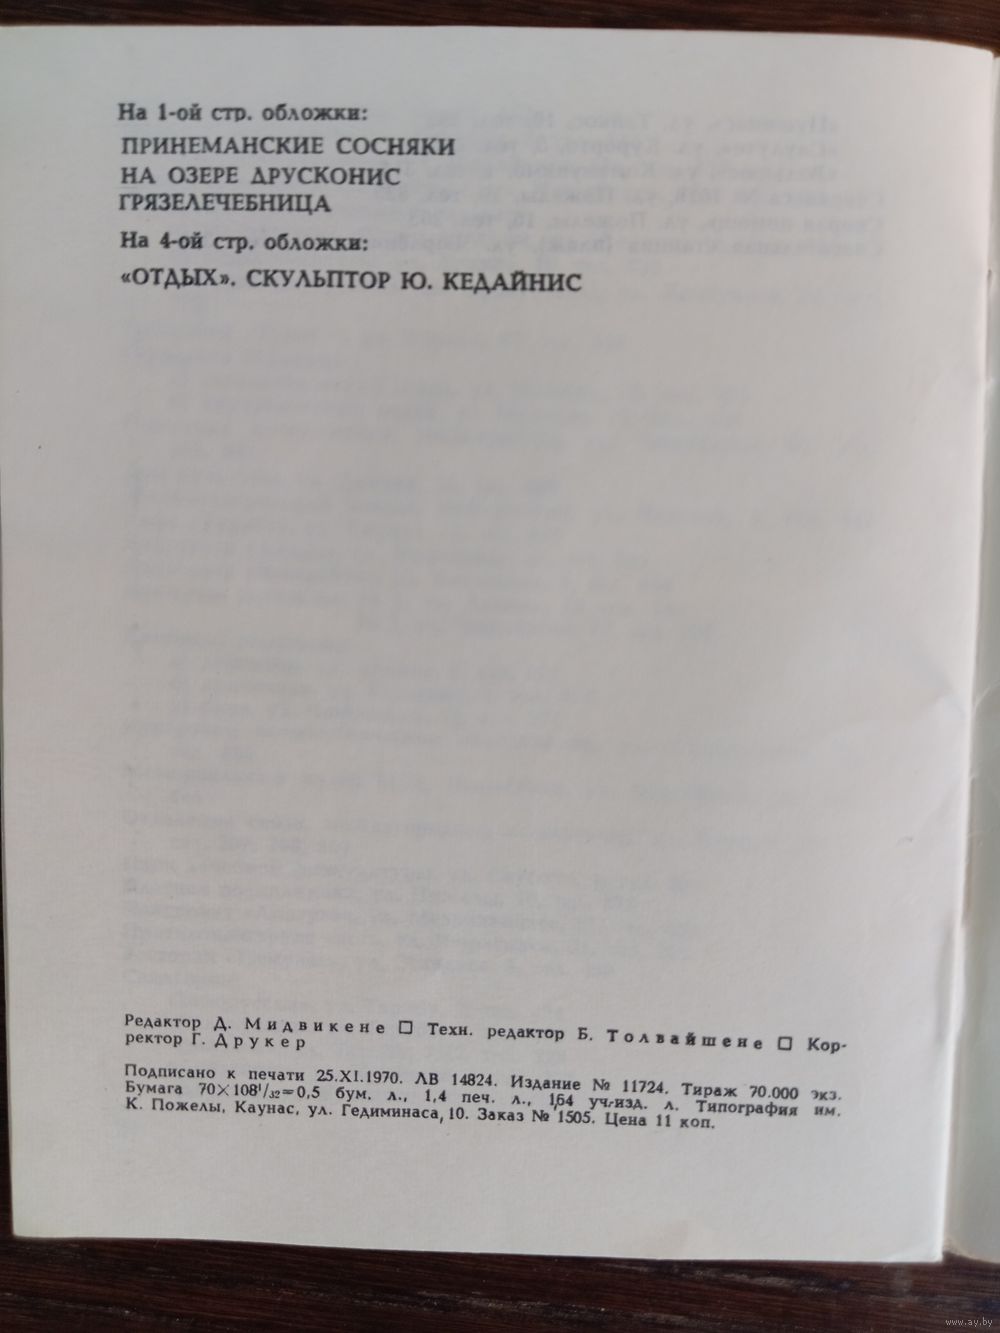 На 1-ой стр. обложки:
ПРИНЕМАНСКИЕ СОСНЯКИ
НА ОЗЕРЕ ДРУСКОНИС
ГРЯЗЕЛЕЧЕБНИЦА
На 4-ой стр. обложки:
«ОТДЫХ». СКУЛЬПТОР Ю. КЕДАЙНИС
Редактор Д. Мидвикене □ Техн. редактор Б. Толвайшене □ Кор-
ректор Г. Друкер
Подписано к печати 25.XI.1970. ЛВ 14824. Издание № 11724. Тираж 70.000 экз.
Бумага 70×108¹/₃₂=0,5 бум. л., 1,4 печ. л., 1,64 уч.-изд. л. Типография им.
К. Пожелы, Каунас, ул. Гедиминаса, 10. Заказ № 1505. Цена 11 коп.
www.ay.by